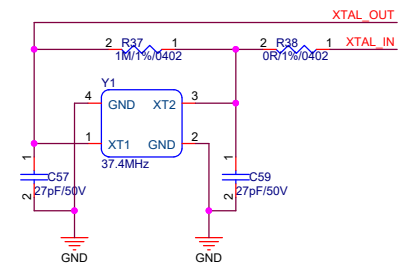 XTAL_OUT
2 R37 1 2 R38 1 XTAL_IN
1M/1%/0402 0R/1%/0402
Y1
4 GND XT2 3
1 XT1 GND 2
37.4MHz
1 1
C57 C59
27pF/50V 27pF/50V
2 2
GND GND